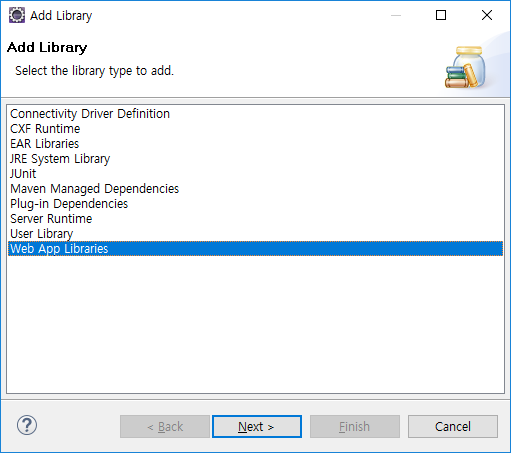 Add Library
Add Library
Select the library type to add.
Connectivity Driver Definition
CXF Runtime
EAR Libraries
JRE System Library
JUnit
Maven Managed Dependencies
Plug-in Dependencies
Server Runtime
User Library
Web App Libraries
? < Back Next > Finish Cancel